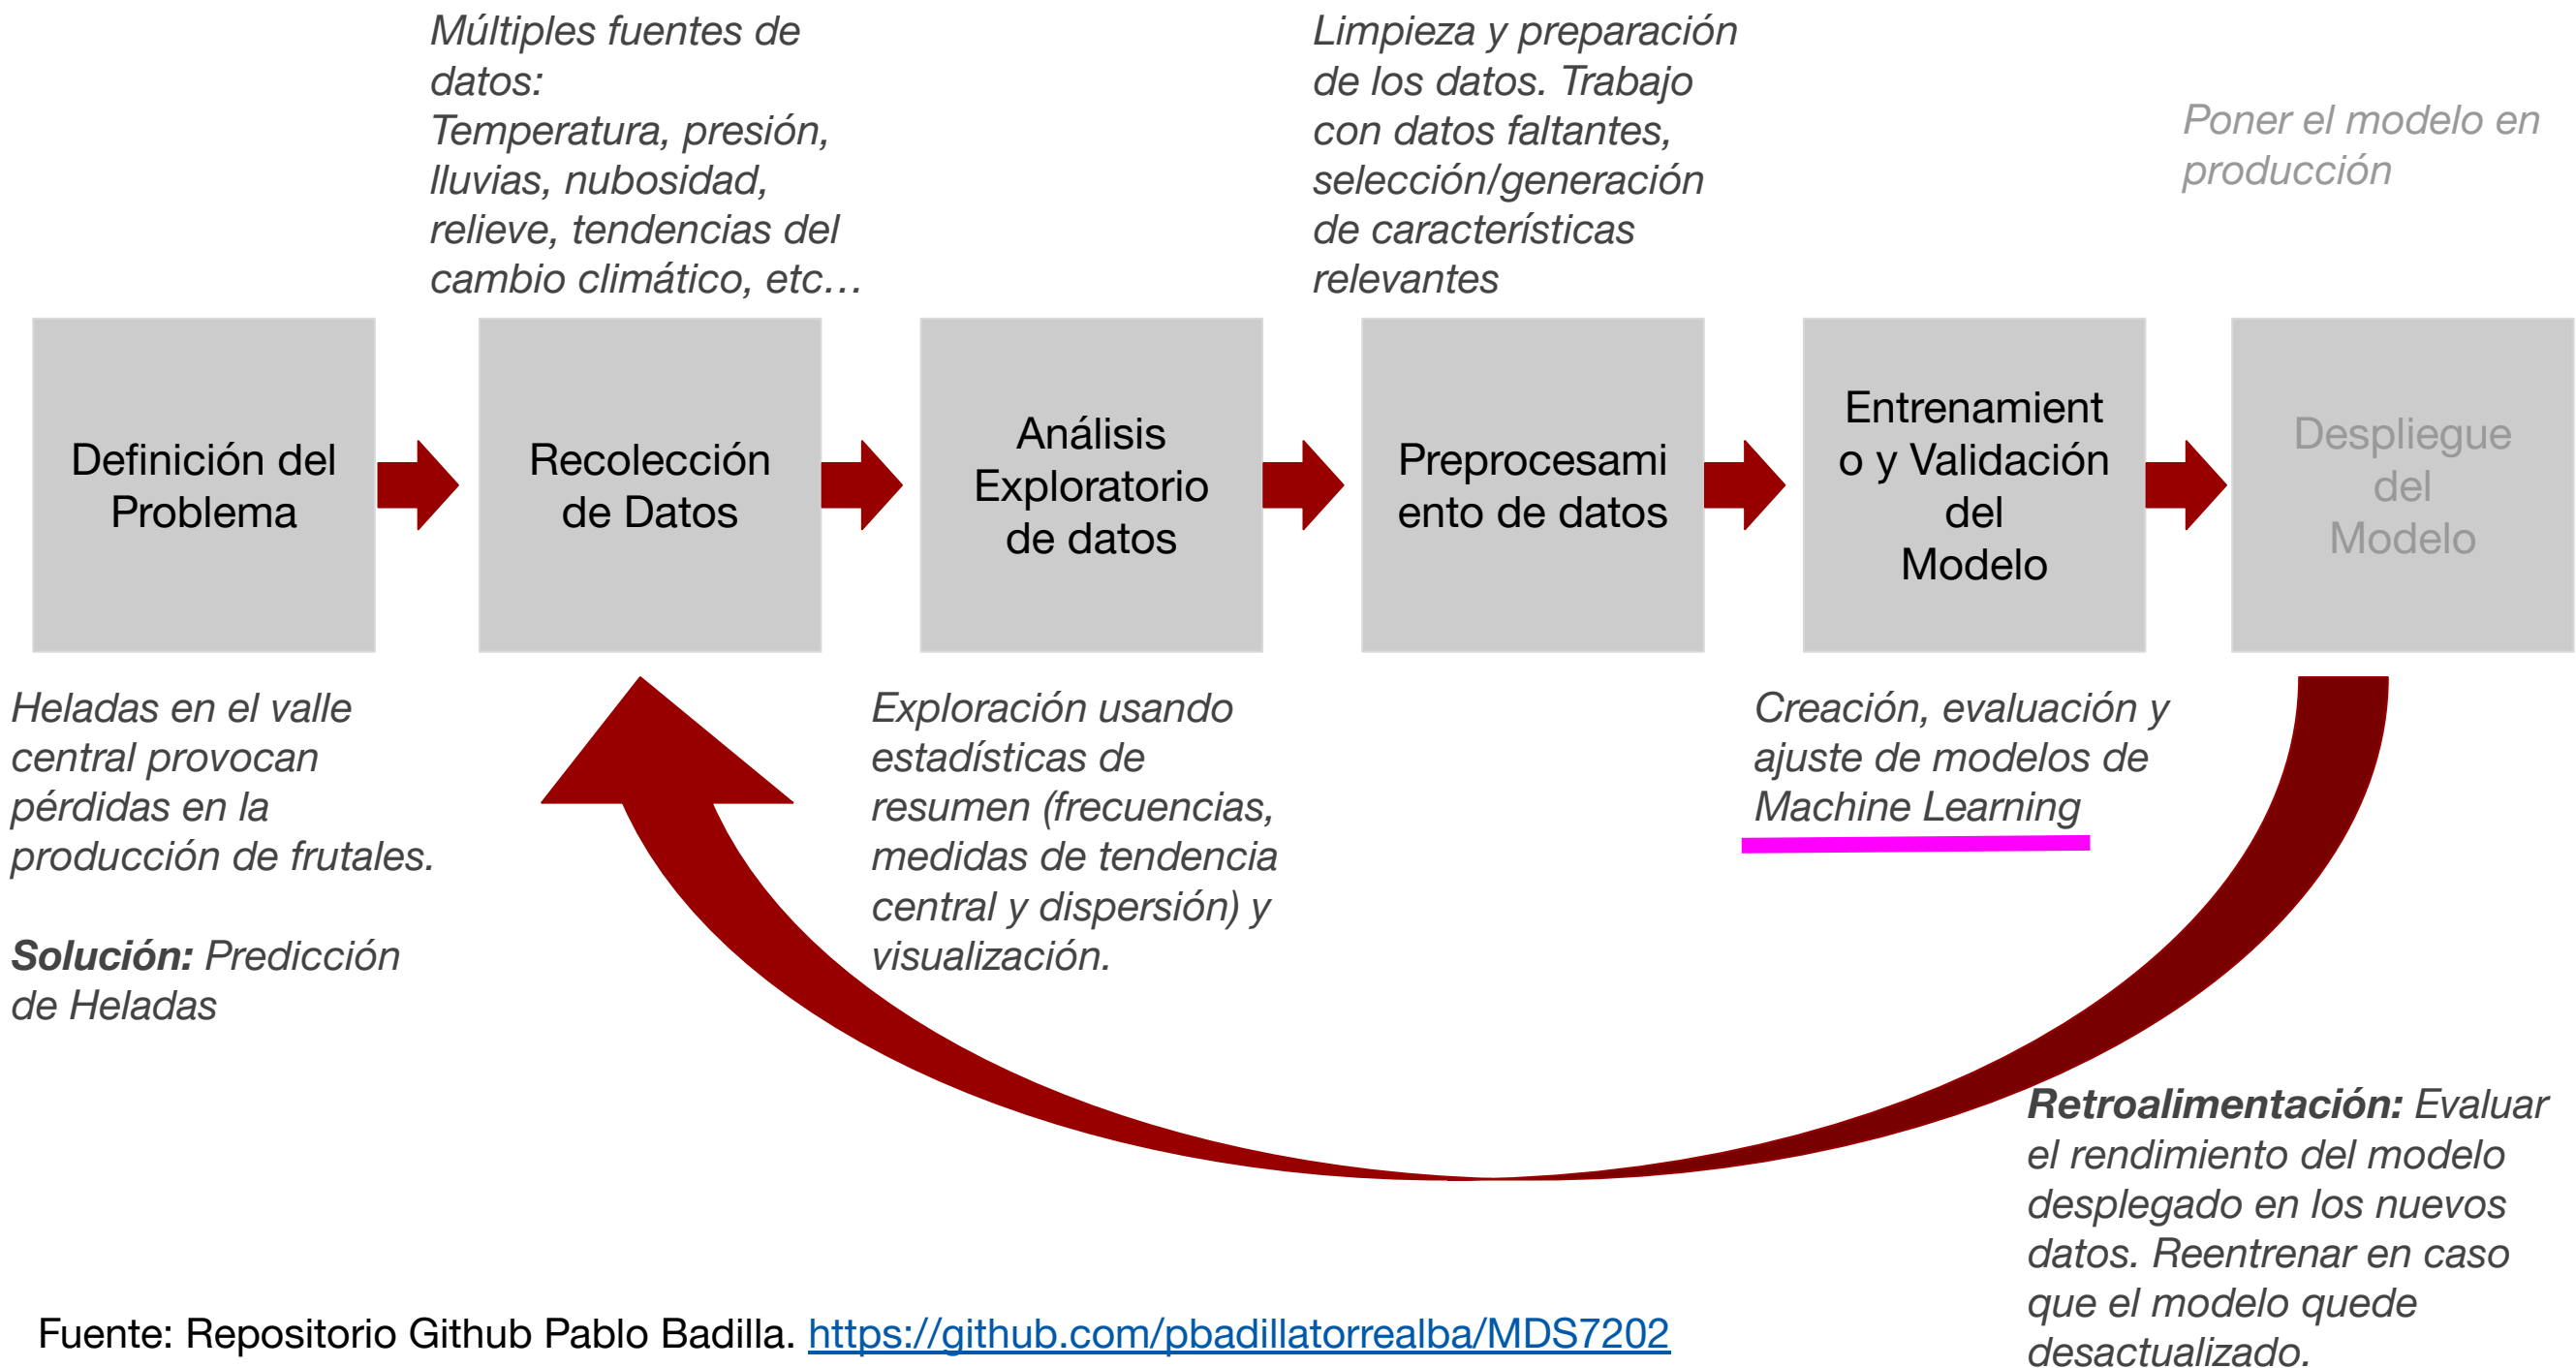 Múltiples fuentes de
datos:
Temperatura, presión,
lluvias, nubosidad,
relieve, tendencias del
cambio climático, etc…
Limpieza y preparación
de los datos. Trabajo
con datos faltantes,
selección/generación
de características
relevantes
Poner el modelo en
producción
Definición del
Problema
Recolección
de Datos
Análisis
Exploratorio
de datos
Preprocesami
ento de datos
Entrenamient
o y Validación
del
Modelo
Despliegue
del
Modelo
Heladas en el valle
central provocan
pérdidas en la
producción de frutales.
Solución: Predicción
de Heladas
Exploración usando
estadísticas de
resumen (frecuencias,
medidas de tendencia
central y dispersión) y
visualización.
Creación, evaluación y
ajuste de modelos de
Machine Learning
Retroalimentación: Evaluar
el rendimiento del modelo
desplegado en los nuevos
datos. Reentrenar en caso
que el modelo quede
desactualizado.
Fuente: Repositorio Github Pablo Badilla. https://github.com/pbadillatorrealba/MDS7202